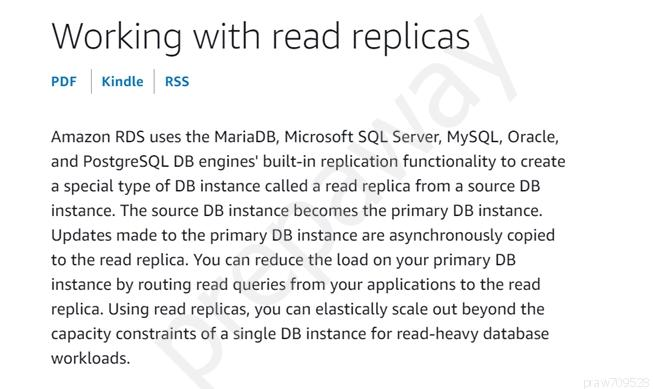 Working with read replicas
PDF
Kindle
RSS
Amazon RDS uses the MariaDB, Microsoft SQL Server, MySQL, Oracle,
and PostgreSQL DB engines' built-in replication functionality to create
a special type of DB instance called a read replica from a source DB
instance. The source DB instance becomes the primary DB instance.
Updates made to the primary DB instance are asynchronously copied
to the read replica. You can reduce the load on your primary DB
instance by routing read queries from your applications to the read
replica. Using read replicas, you can elastically scale out beyond the
capacity constraints of a single DB instance for read-heavy database
workloads.
prepaway
praw709528